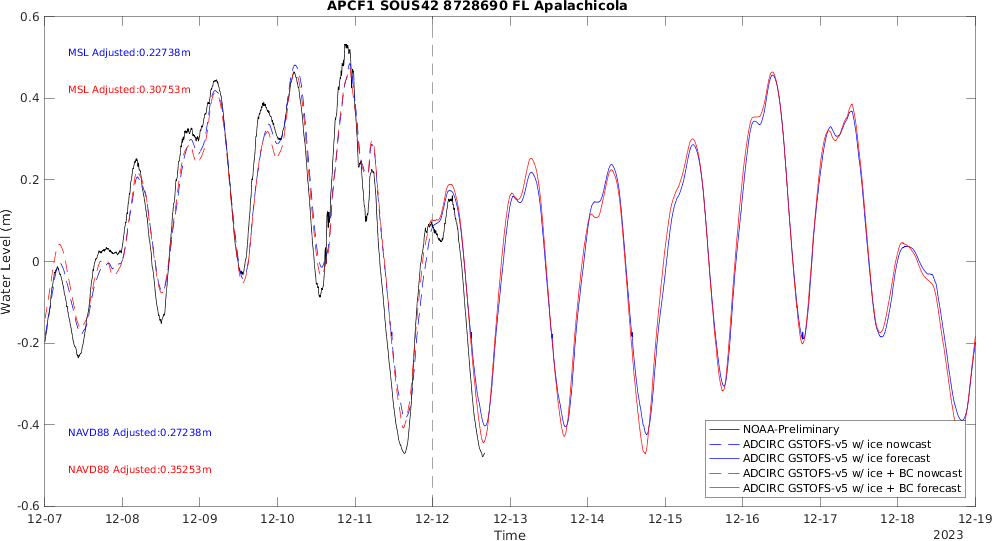 APCF1 SOUS42 8728690 FL Apalachicola
0.6
0.4
0.2
0
-0.2
-0.4
-0.6
Water Level (m)
MSL Adjusted:0.22738m
MSL Adjusted:0.30753m
NAVD88 Adjusted:0.27238m
NAVD88 Adjusted:0.35253m
NOAA-Preliminary
ADCIRC GSTOFS-v5 w/ ice nowcast
ADCIRC GSTOFS-v5 w/ ice forecast
ADCIRC GSTOFS-v5 w/ ice + BC nowcast
ADCIRC GSTOFS-v5 w/ ice + BC forecast
12-07 12-08 12-09 12-10 12-11 12-12 12-13 12-14 12-15 12-16 12-17 12-18 12-19
Time
2023